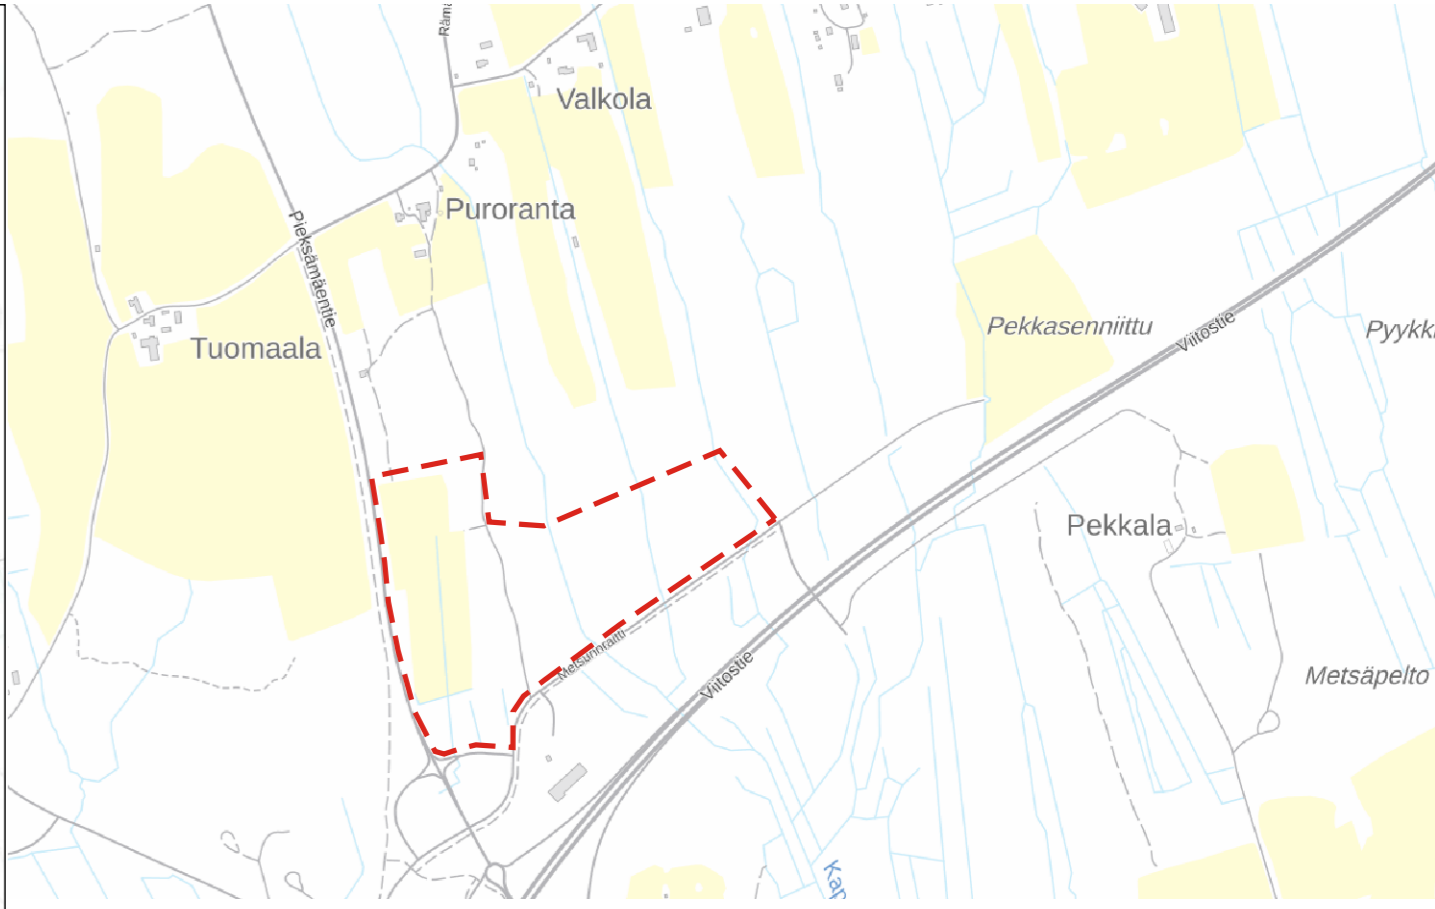 Valkola
Puroranta
Pieksämäentie
Tuomaala
Pekkasenniittu
Viitostie
Pekkala
Metsunoraitti
Viitostie
Metsäpelto